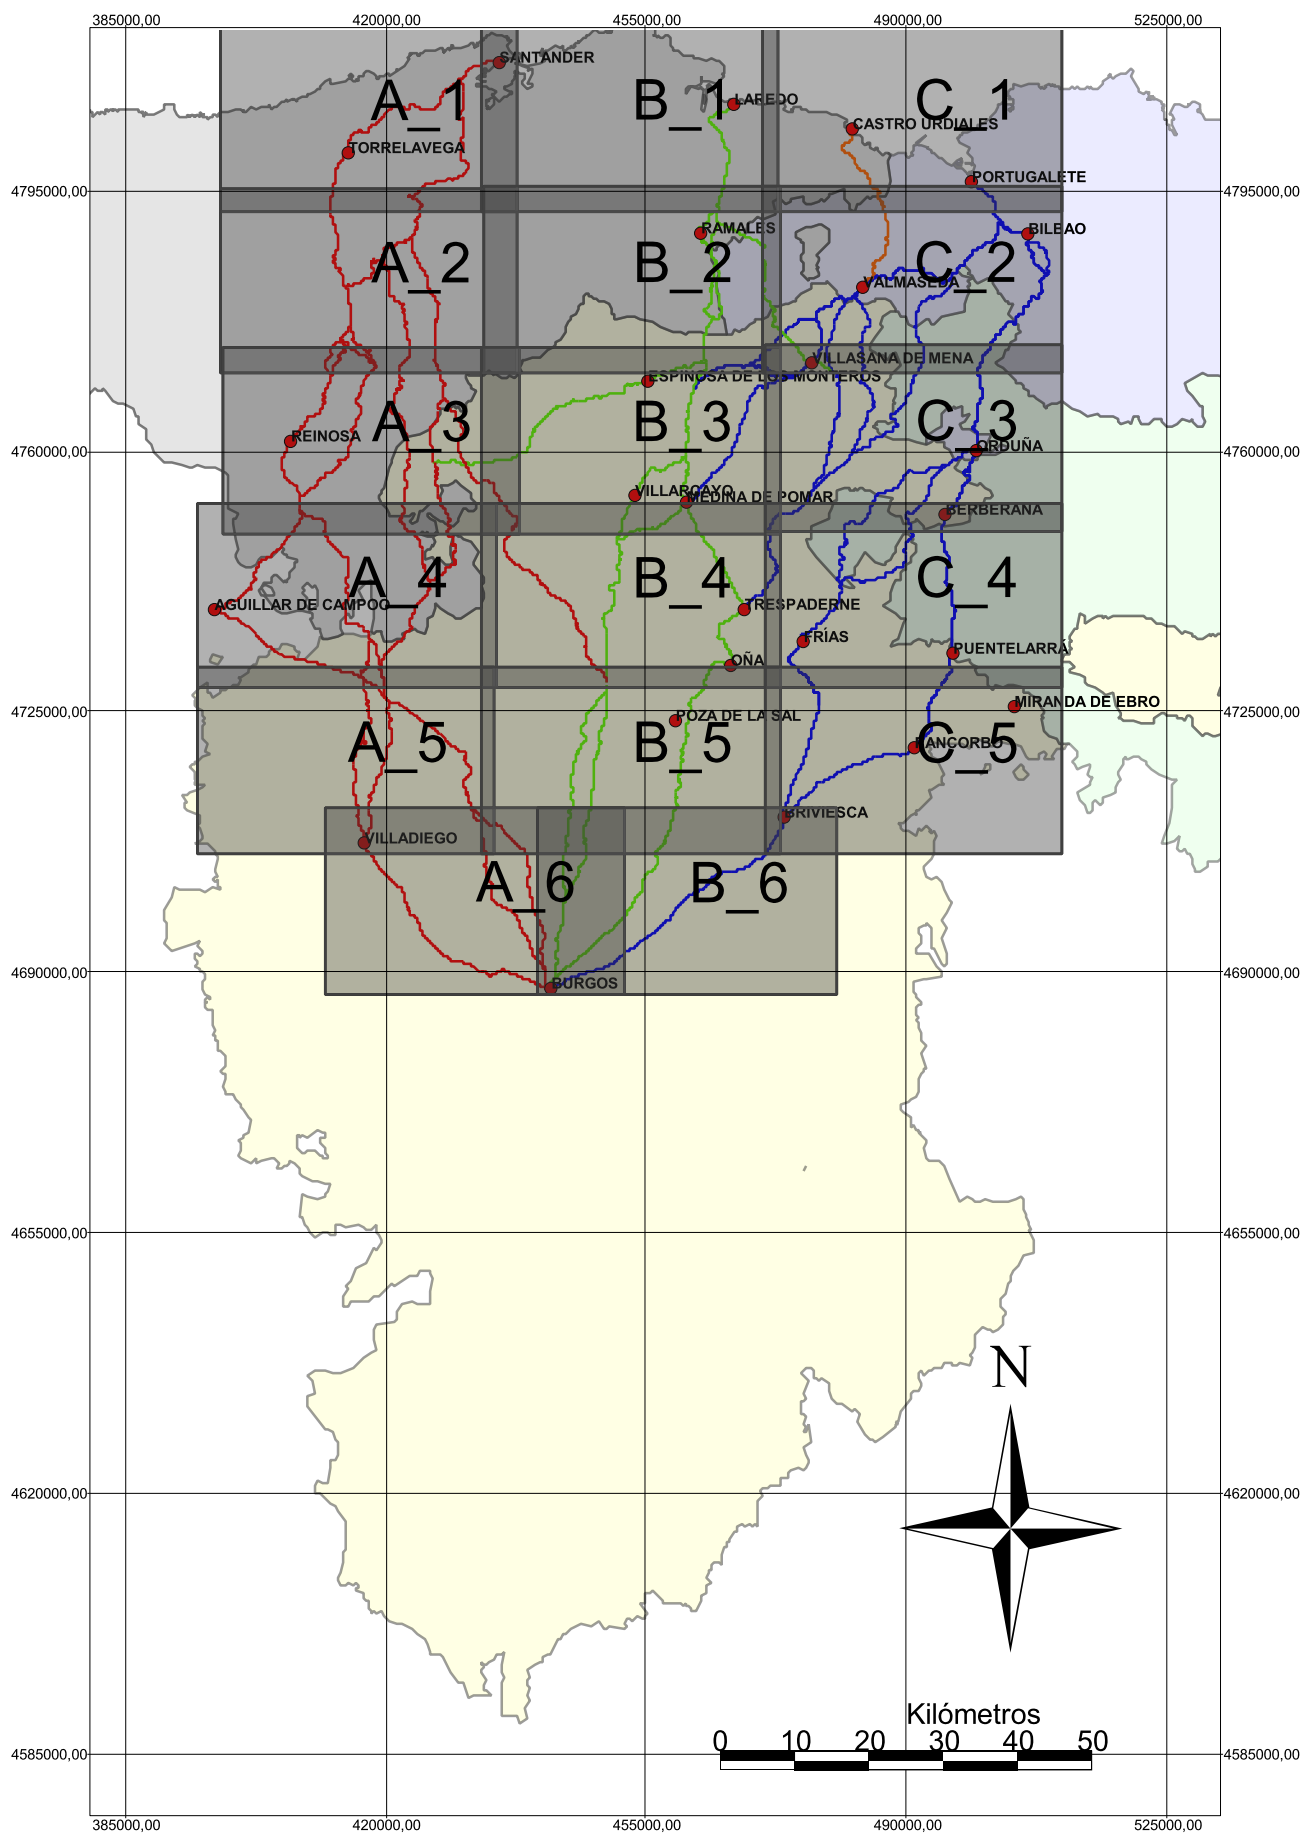 385000,00 420000,00 455000,00 490000,00 525000,00
SANTANDER
A_1 B_1 C_1
LAREDO
CASTRO URDIALES
TORRELAVEGA
PORTUGALETE
4795000,00 4795000,00
RAMALES
BILBAO
A_2 B_2 C_2
VALMASEDA
VILLASANA DE MENA
ESPINOSA DE LOS MONTEROS
A_3 B_3 C_3
REINOSA
ORDUÑA
4760000,00 4760000,00
VILLARCAYO
MEDINA DE POMAR
BERBERANA
A_4 B_4 C_4
AGUILLAR DE CAMPOO
TRESPADERNE
FRÍAS
PUENTELARRÁ
OÑA
MIRANDA DE EBRO
4725000,00 4725000,00
POZA DE LA SAL
A_5 B_5 C_5
PANCORBO
BRIVIESCA
VILLADIEGO
A_6 B_6
4690000,00 4690000,00
BURGOS
4655000,00 4655000,00
N
4620000,00 4620000,00
Kilómetros
0 10 20 30 40 50
4585000,00 4585000,00
385000,00 420000,00 455000,00 490000,00 525000,00